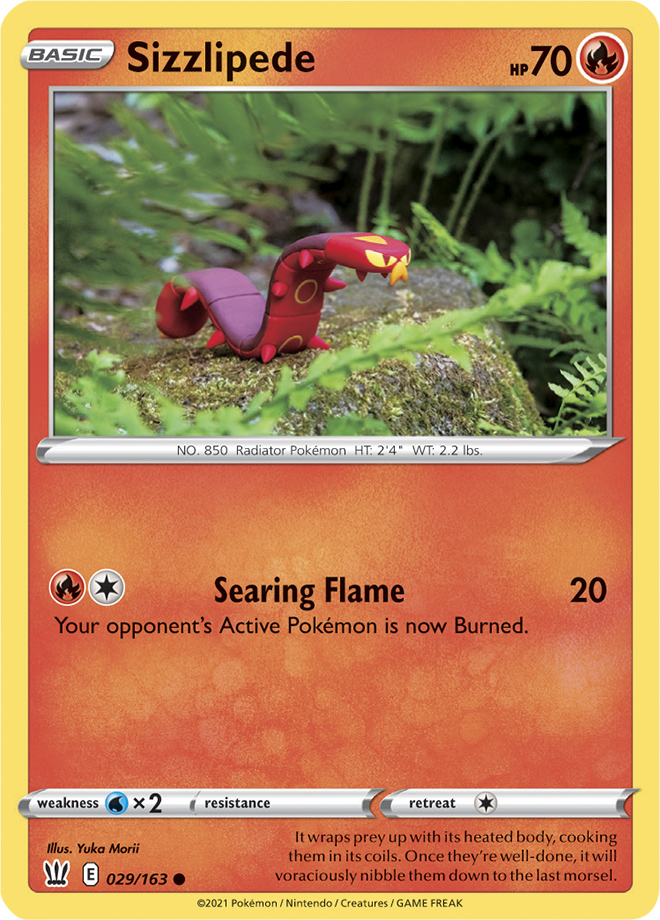 BASIC Sizzlipede HP70
NO. 850 Radiator Pokémon HT: 2'4" WT: 2.2 lbs.
Searing Flame 20
Your opponent's Active Pokémon is now Burned.
weakness ×2 resistance retreat
Illus. Yuka Morii
E 029/163
It wraps prey up with its heated body, cooking
them in its coils. Once they're well-done, it will
voraciously nibble them down to the last morsel.
©2021 Pokémon / Nintendo / Creatures / GAME FREAK